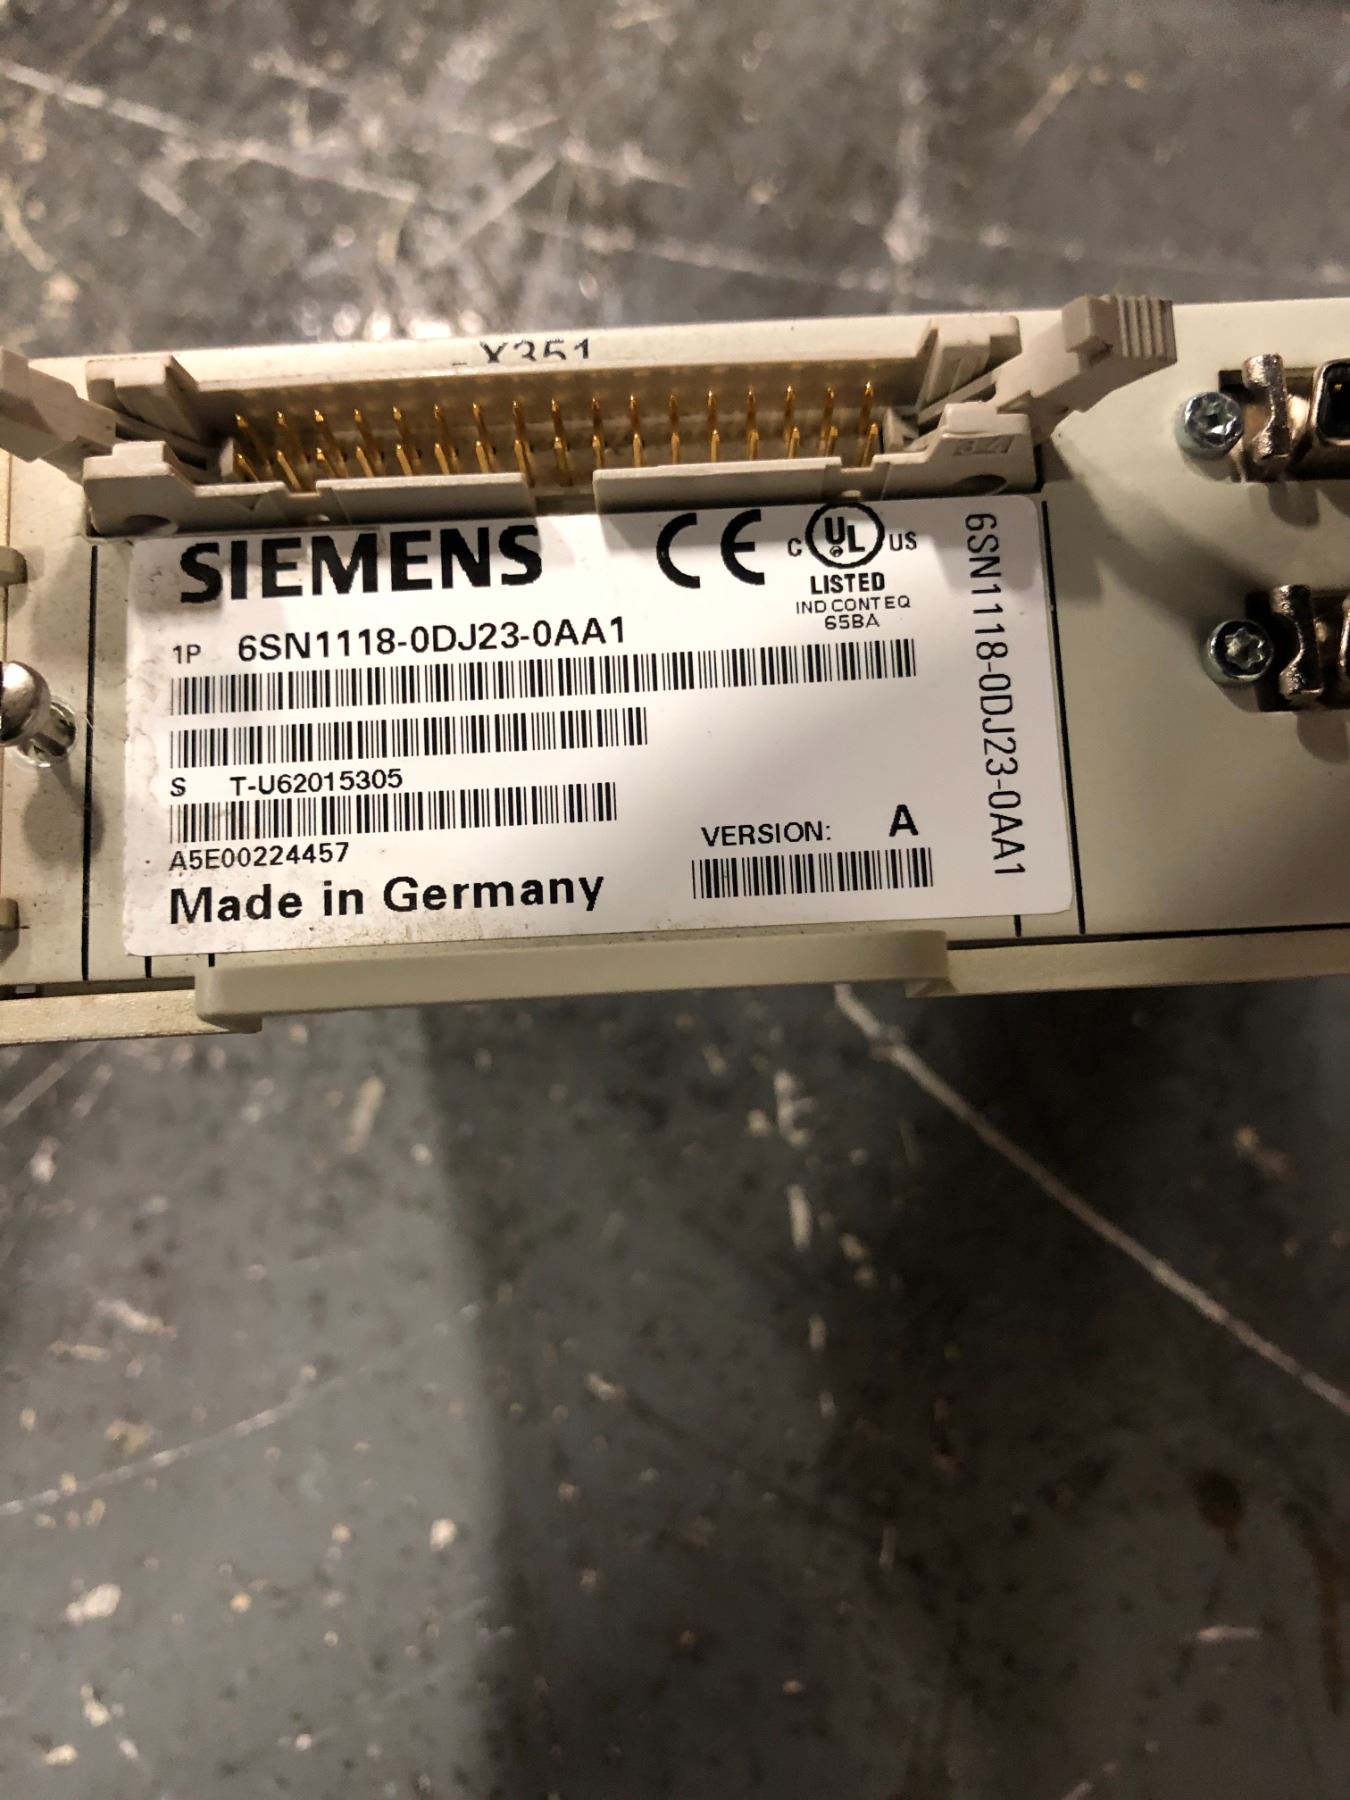 X351
SIEMENS
CE
C UL US
LISTED
IND CONT EQ
65BA
1P 6SN1118-0DJ23-0AA1
S T-U62015305
A5E00224457
VERSION: A
Made in Germany
6SN1118-0DJ23-0AA1